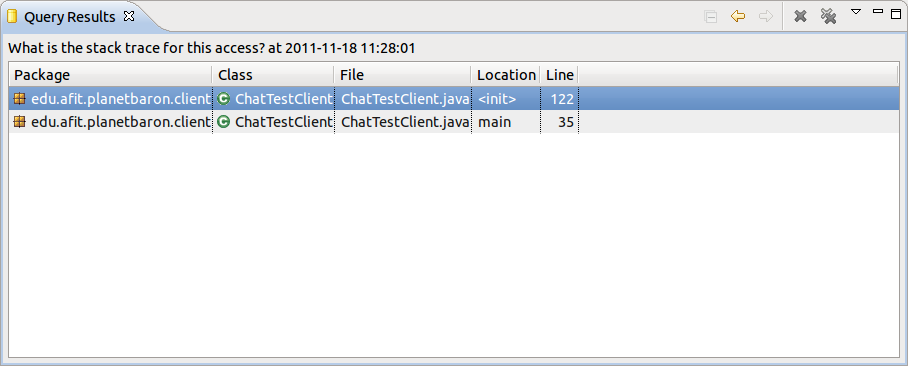 Query Results
What is the stack trace for this access? at 2011-11-18 11:28:01
Package Class File Location Line
edu.afit.planetbaron.client C ChatTestClient ChatTestClient.java <init> 122
edu.afit.planetbaron.client C ChatTestClient ChatTestClient.java main 35